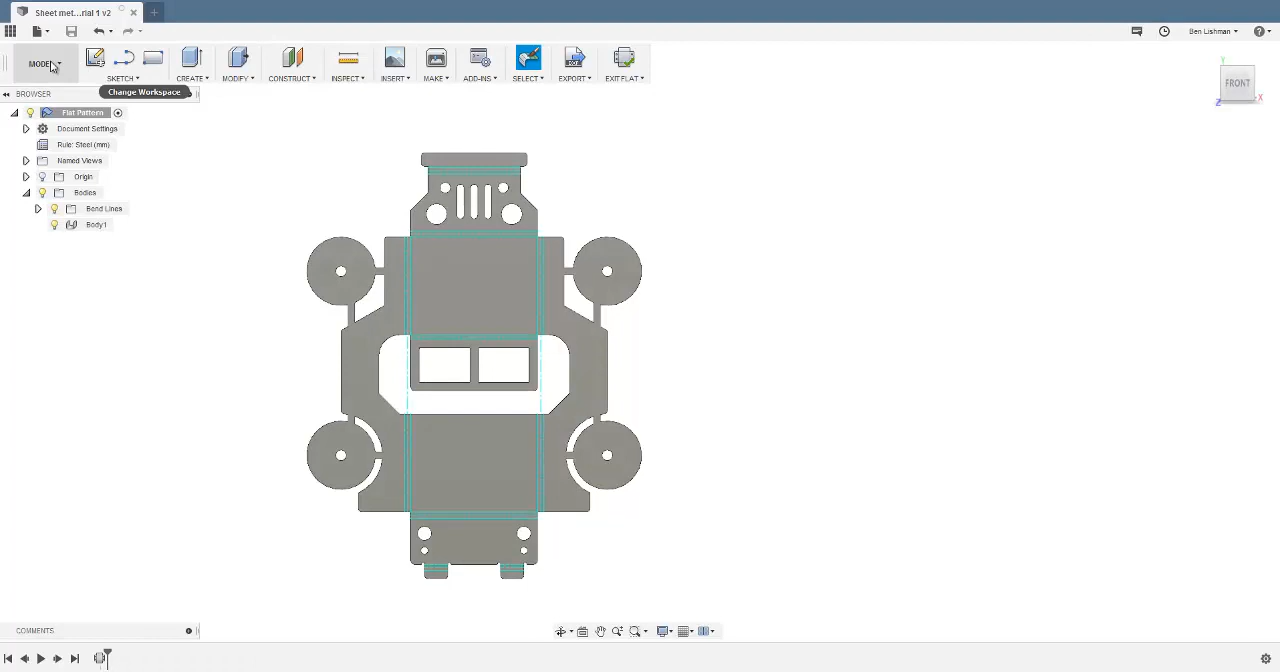 Sheet met...rial 1 v2
Ben Lishman
MODEL
SKETCH
CREATE
MODIFY
CONSTRUCT
INSPECT
INSERT
MAKE
ADD-INS
SELECT
EXPORT
EXIT FLAT
Change Workspace
BROWSER
Flat Pattern
Document Settings
Rule: Steel (mm)
Named Views
Origin
Bodies
Bend Lines
Body1
Y
FRONT
Z
X
COMMENTS